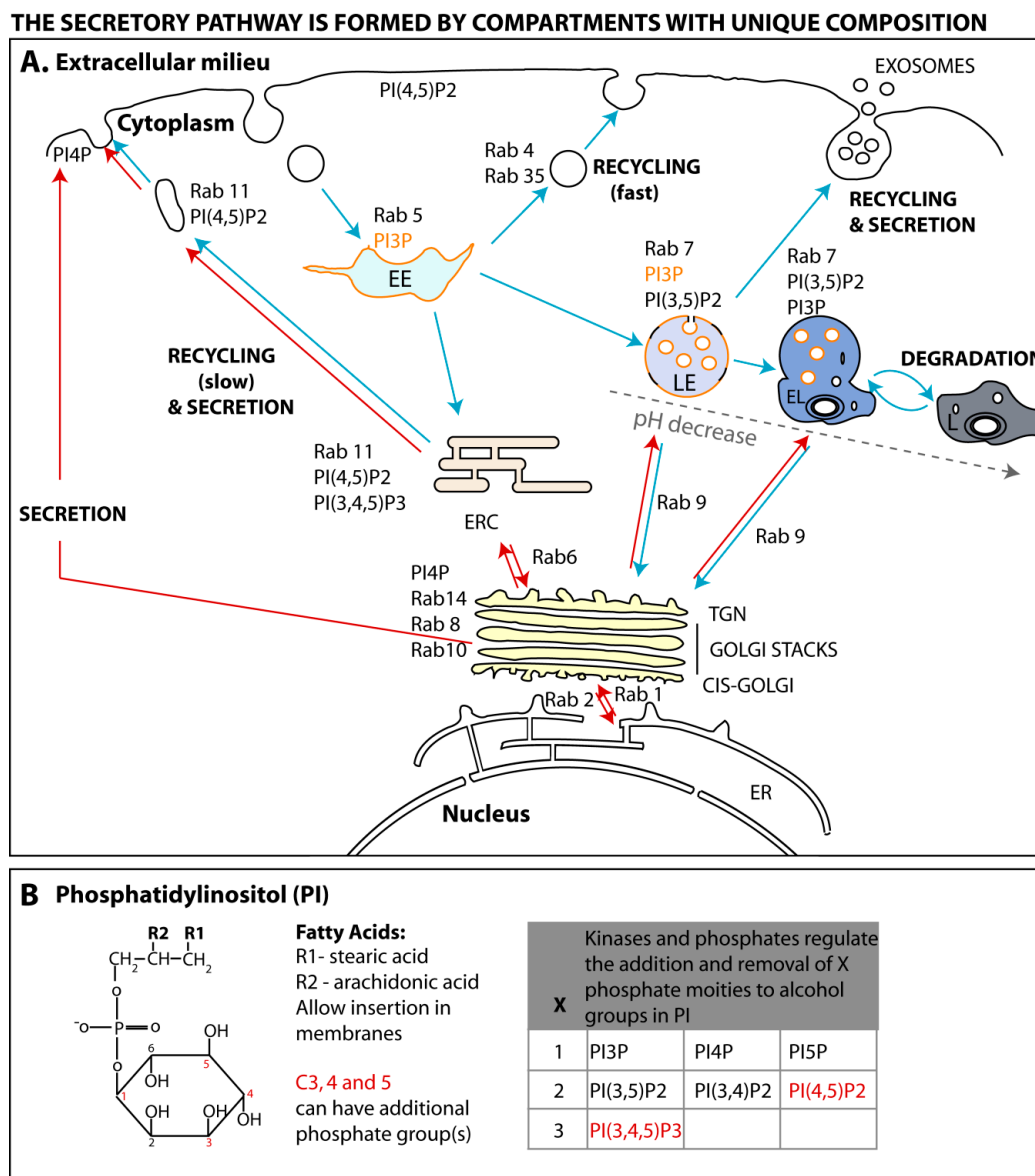 THE SECRETORY PATHWAY IS FORMED BY COMPARTMENTS WITH UNIQUE COMPOSITION
A. Extracellular milieu
EXOSOMES
PI(4,5)P2
Cytoplasm
PI4P
Rab 4
Rab 35
RECYCLING
(fast)
Rab 11
PI(4,5)P2
RECYCLING
& SECRETION
Rab 5
PI3P
EE
Rab 7
PI3P
PI(3,5)P2
Rab 7
PI(3,5)P2
PI3P
RECYCLING
(slow)
& SECRETION
LE
EL
DEGRADATION
L
pH decrease
Rab 11
PI(4,5)P2
PI(3,4,5)P3
SECRETION
ERC
Rab 9
Rab 9
Rab6
PI4P
Rab14
Rab 8
Rab10
TGN
GOLGI STACKS
CIS-GOLGI
Rab 2
Rab 1
ER
Nucleus
B Phosphatidylinositol (PI)
R2 R1
CH2-CH-CH2
o
-o P o
o
OH
6
5
OH
1
4
OH
OH
OH
2
3
Fatty Acids:
R1- stearic acid
R2 - arachidonic acid
Allow insertion in
membranes
C3, 4 and 5
can have additional
phosphate group(s)
X
Kinases and phosphates regulate
the addition and removal of X
phosphate moities to alcohol
groups in PI
1 PI3P PI4P PI5P
2 PI(3,5)P2 PI(3,4)P2 PI(4,5)P2
3 PI(3,4,5)P3